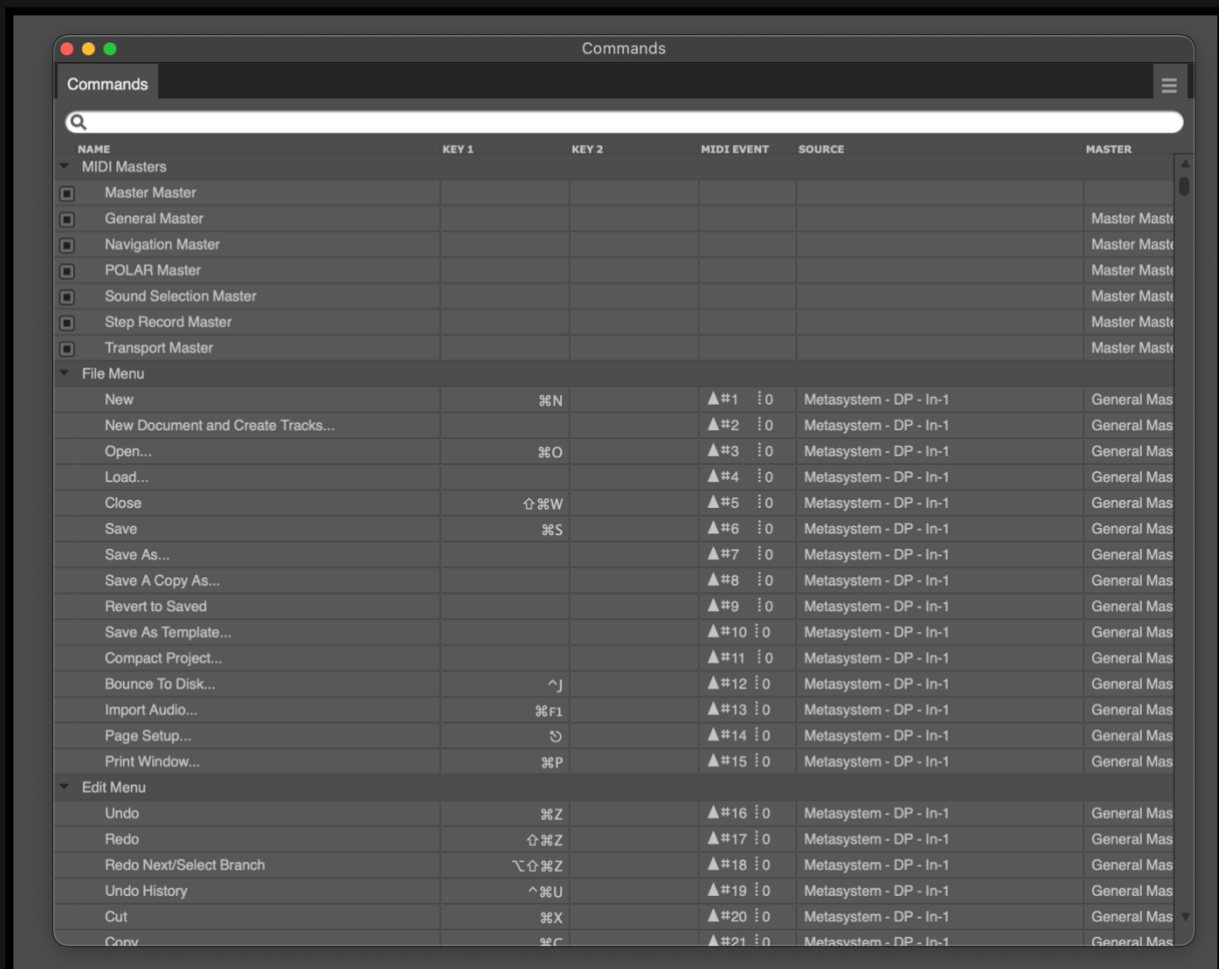 Commands
Commands
NAME KEY 1 KEY 2 MIDI EVENT SOURCE MASTER
MIDI Masters
Master Master
General Master Master Maste
Navigation Master Master Maste
POLAR Master Master Maste
Sound Selection Master Master Maste
Step Record Master Master Maste
Transport Master Master Maste
File Menu
New ⌘N ▲#1 ⁞0 Metasystem - DP - In-1 General Mas
New Document and Create Tracks... ▲#2 ⁞0 Metasystem - DP - In-1 General Mas
Open... ⌘O ▲#3 ⁞0 Metasystem - DP - In-1 General Mas
Load... ▲#4 ⁞0 Metasystem - DP - In-1 General Mas
Close ⇧⌘W ▲#5 ⁞0 Metasystem - DP - In-1 General Mas
Save ⌘S ▲#6 ⁞0 Metasystem - DP - In-1 General Mas
Save As... ▲#7 ⁞0 Metasystem - DP - In-1 General Mas
Save A Copy As... ▲#8 ⁞0 Metasystem - DP - In-1 General Mas
Revert to Saved ▲#9 ⁞0 Metasystem - DP - In-1 General Mas
Save As Template... ▲#10 ⁞0 Metasystem - DP - In-1 General Mas
Compact Project... ▲#11 ⁞0 Metasystem - DP - In-1 General Mas
Bounce To Disk... ^J ▲#12 ⁞0 Metasystem - DP - In-1 General Mas
Import Audio... ⌘F1 ▲#13 ⁞0 Metasystem - DP - In-1 General Mas
Page Setup... ⎋ ▲#14 ⁞0 Metasystem - DP - In-1 General Mas
Print Window... ⌘P ▲#15 ⁞0 Metasystem - DP - In-1 General Mas
Edit Menu
Undo ⌘Z ▲#16 ⁞0 Metasystem - DP - In-1 General Mas
Redo ⇧⌘Z ▲#17 ⁞0 Metasystem - DP - In-1 General Mas
Redo Next/Select Branch ⌥⇧⌘Z ▲#18 ⁞0 Metasystem - DP - In-1 General Mas
Undo History ^⌘U ▲#19 ⁞0 Metasystem - DP - In-1 General Mas
Cut ⌘X ▲#20 ⁞0 Metasystem - DP - In-1 General Mas
Copy ⌘C ▲#21 ⁞0 Metasystem - DP - In-1 General Mas